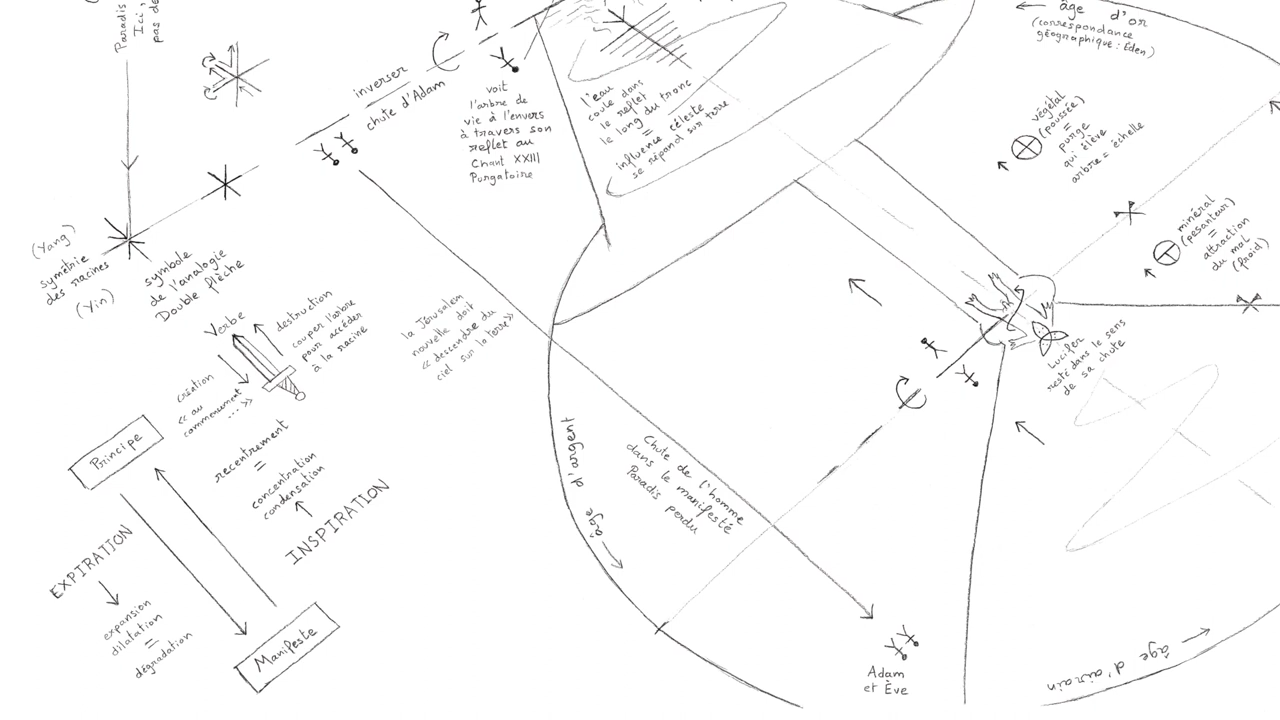 Paradis
Ici,
pas de
inverser
chute d'Adam
voit
l'arbre de
vie à l'envers
à travers son
reflet au
Chant XXIII
Purgatoire
l'eau
coule dans
le reflet
le long du tronc
=
influence céleste
se répand sur terre
← âge d'or
(correspondance
géographique : Éden)
végétal
(poussée)
=
purge
qui élève
arbre = échelle
minéral
(pesanteur)
=
attraction
du mal
(froid)
(Yang)
symétrie
des racines
(Yin)
symbole
de l'analogie
Double flèche
Verbe
destruction
couper l'arbre
pour accéder
à la racine
création
« au
commencement
... »
la Jérusalem
nouvelle doit
« descendre du
ciel sur la terre »
Lucifer
resté dans le sens
de sa chute
Principe
recentrement
=
concentration
condensation
INSPIRATION
EXPIRATION
expansion
dilatation
=
dégradation
Manifeste
âge d'argent
Chute de l'homme
dans le manifesté
Paradis perdu
Adam
et Ève
âge d'airain